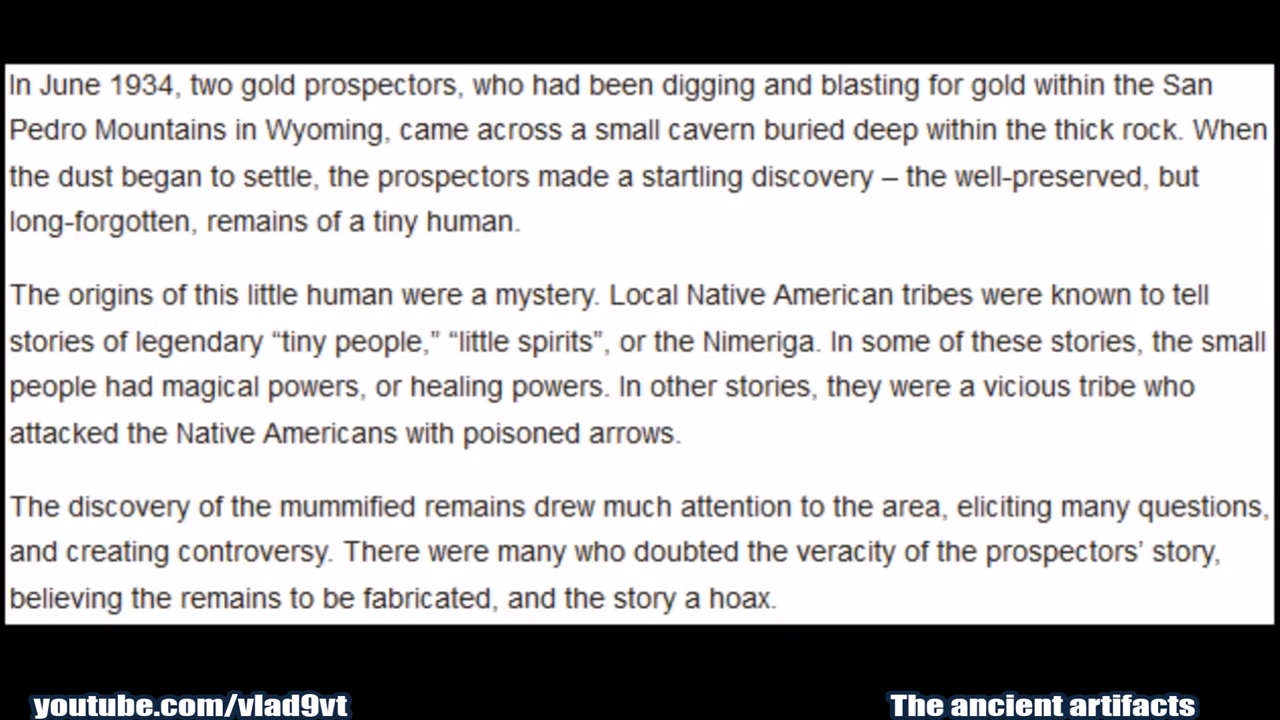 In June 1934, two gold prospectors, who had been digging and blasting for gold within the San
Pedro Mountains in Wyoming, came across a small cavern buried deep within the thick rock. When
the dust began to settle, the prospectors made a startling discovery – the well-preserved, but
long-forgotten, remains of a tiny human.
The origins of this little human were a mystery. Local Native American tribes were known to tell
stories of legendary “tiny people,” “little spirits”, or the Nimeriga. In some of these stories, the small
people had magical powers, or healing powers. In other stories, they were a vicious tribe who
attacked the Native Americans with poisoned arrows.
The discovery of the mummified remains drew much attention to the area, eliciting many questions,
and creating controversy. There were many who doubted the veracity of the prospectors’ story,
believing the remains to be fabricated, and the story a hoax.
youtube.com/vlad9vt
The ancient artifacts